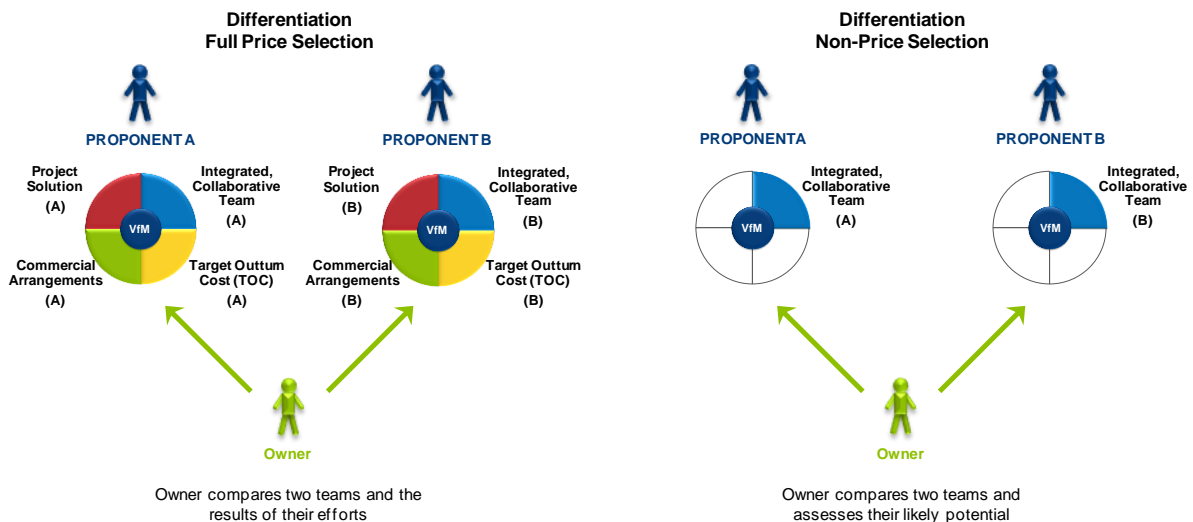 Differentiation
Full Price Selection
PROPONENT A
Project
Solution
(A)
Integrated,
Collaborative
Team
(A)
VfM
Commercial
Arrangements
(A)
Target Outturn
Cost (TOC)
(A)
PROPONENT B
Project
Solution
(B)
Integrated,
Collaborative
Team
(B)
VfM
Commercial
Arrangements
(B)
Target Outturn
Cost (TOC)
(B)
Owner
Owner compares two teams and the
results of their efforts
Differentiation
Non-Price Selection
PROPONENT A
Integrated,
Collaborative
Team
(A)
VfM
PROPONENT B
Integrated,
Collaborative
Team
(B)
VfM
Owner
Owner compares two teams and
assesses their likely potential